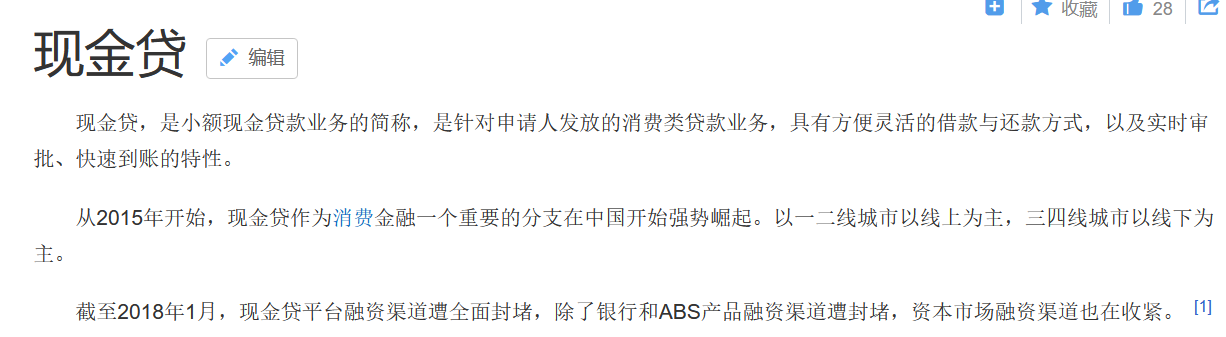 收藏
28
现金贷
编辑
现金贷，是小额现金贷款业务的简称，是针对申请人发放的消费类贷款业务，具有方便灵活的借款与还款方式，以及实时审
批、快速到账的特性。
从2015年开始，现金贷作为消费金融一个重要的分支在中国开始强势崛起。以一二线城市以线上为主，三四线城市以线下为
主。
截至2018年1月，现金贷平台融资渠道遭全面封堵，除了银行和ABS产品融资渠道遭封堵，资本市场融资渠道也在收紧。 [1]